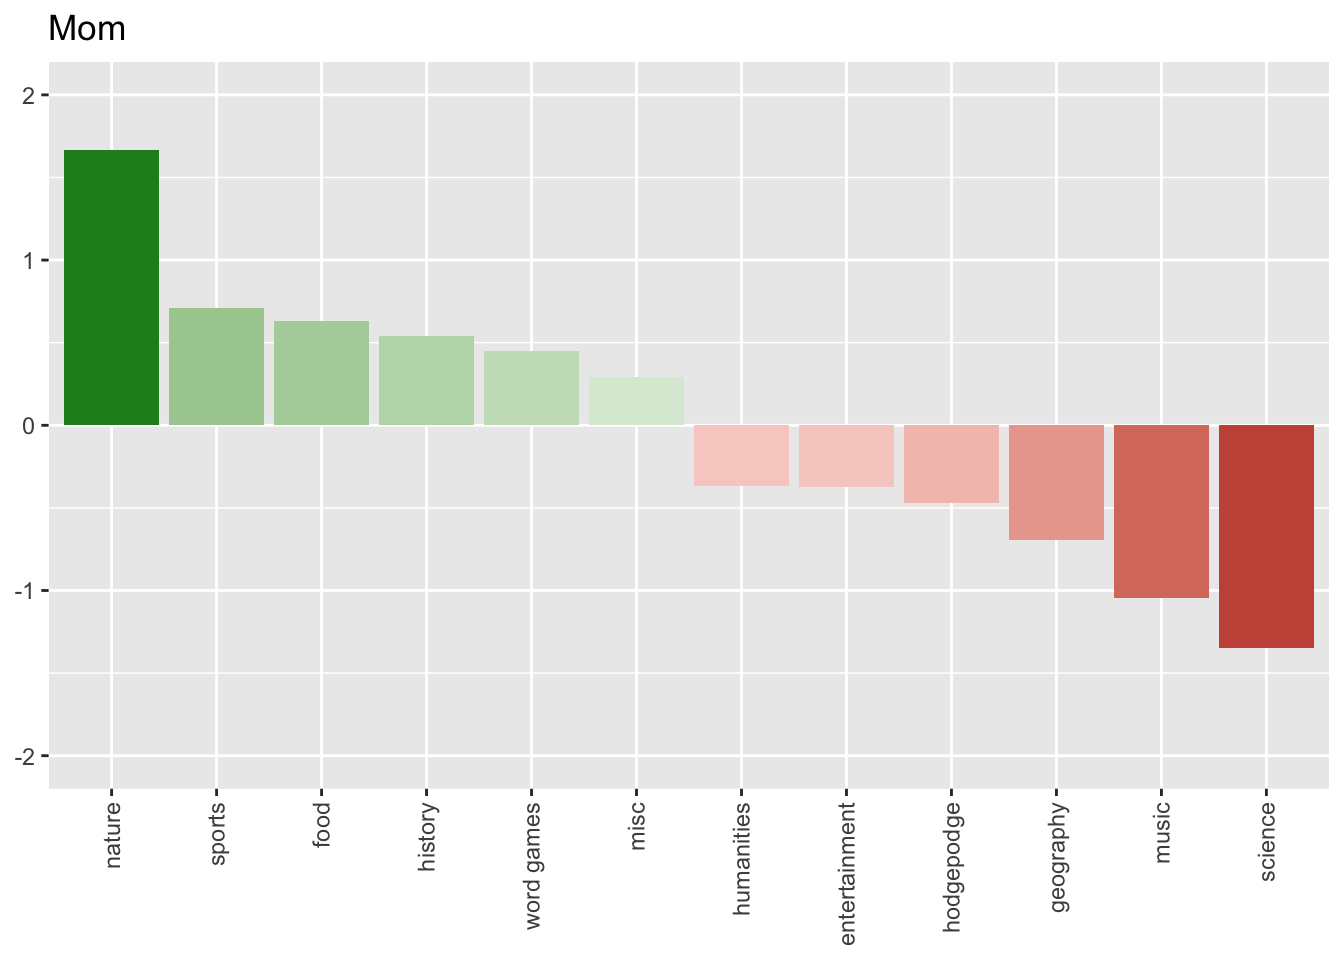 Mom
2
1
0
-1
-2
nature
sports
food
history
word games
misc
humanities
entertainment
hodgepodge
geography
music
science